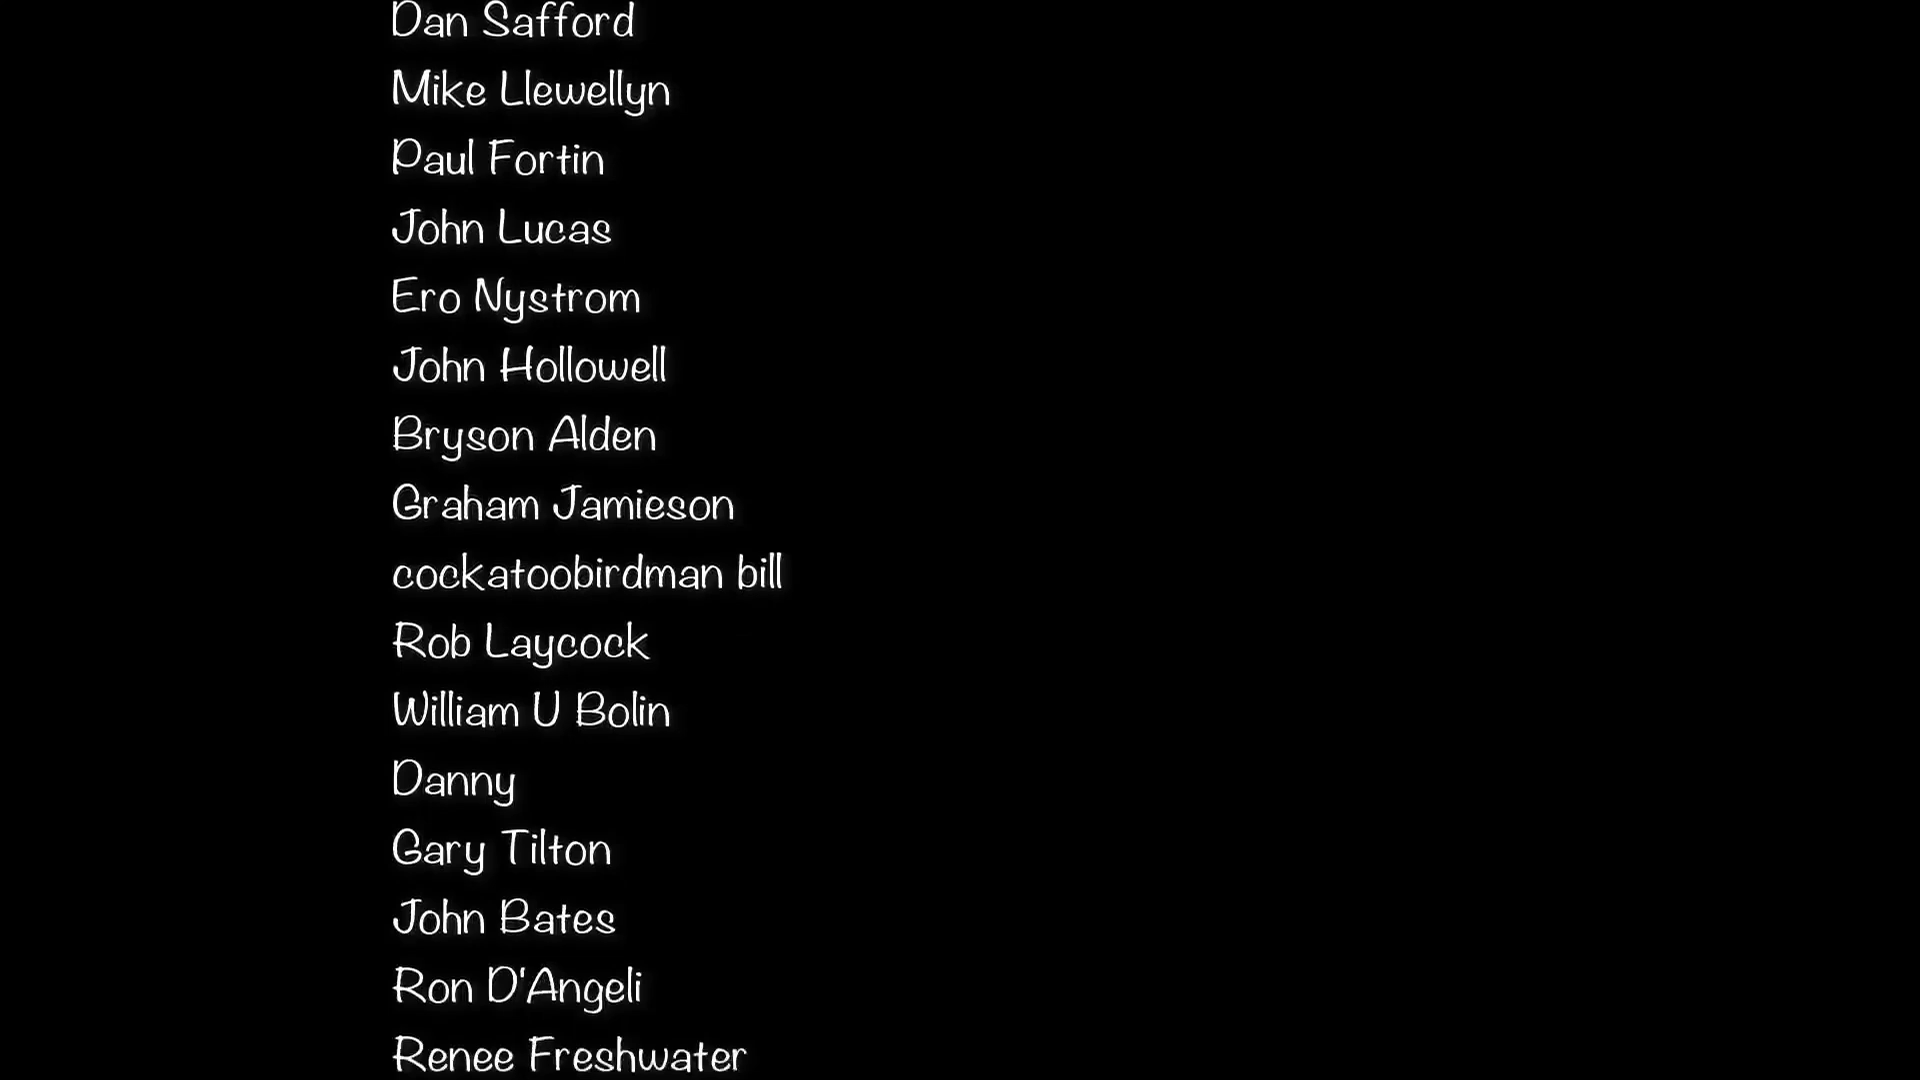 Dan Safford
Mike Llewellyn
Paul Fortin
John Lucas
Ero Nystrom
John Hollowell
Bryson Alden
Graham Jamieson
cockatoobirdman bill
Rob Laycock
William U Bolin
Danny
Gary Tilton
John Bates
Ron D'Angeli
Renee Freshwater